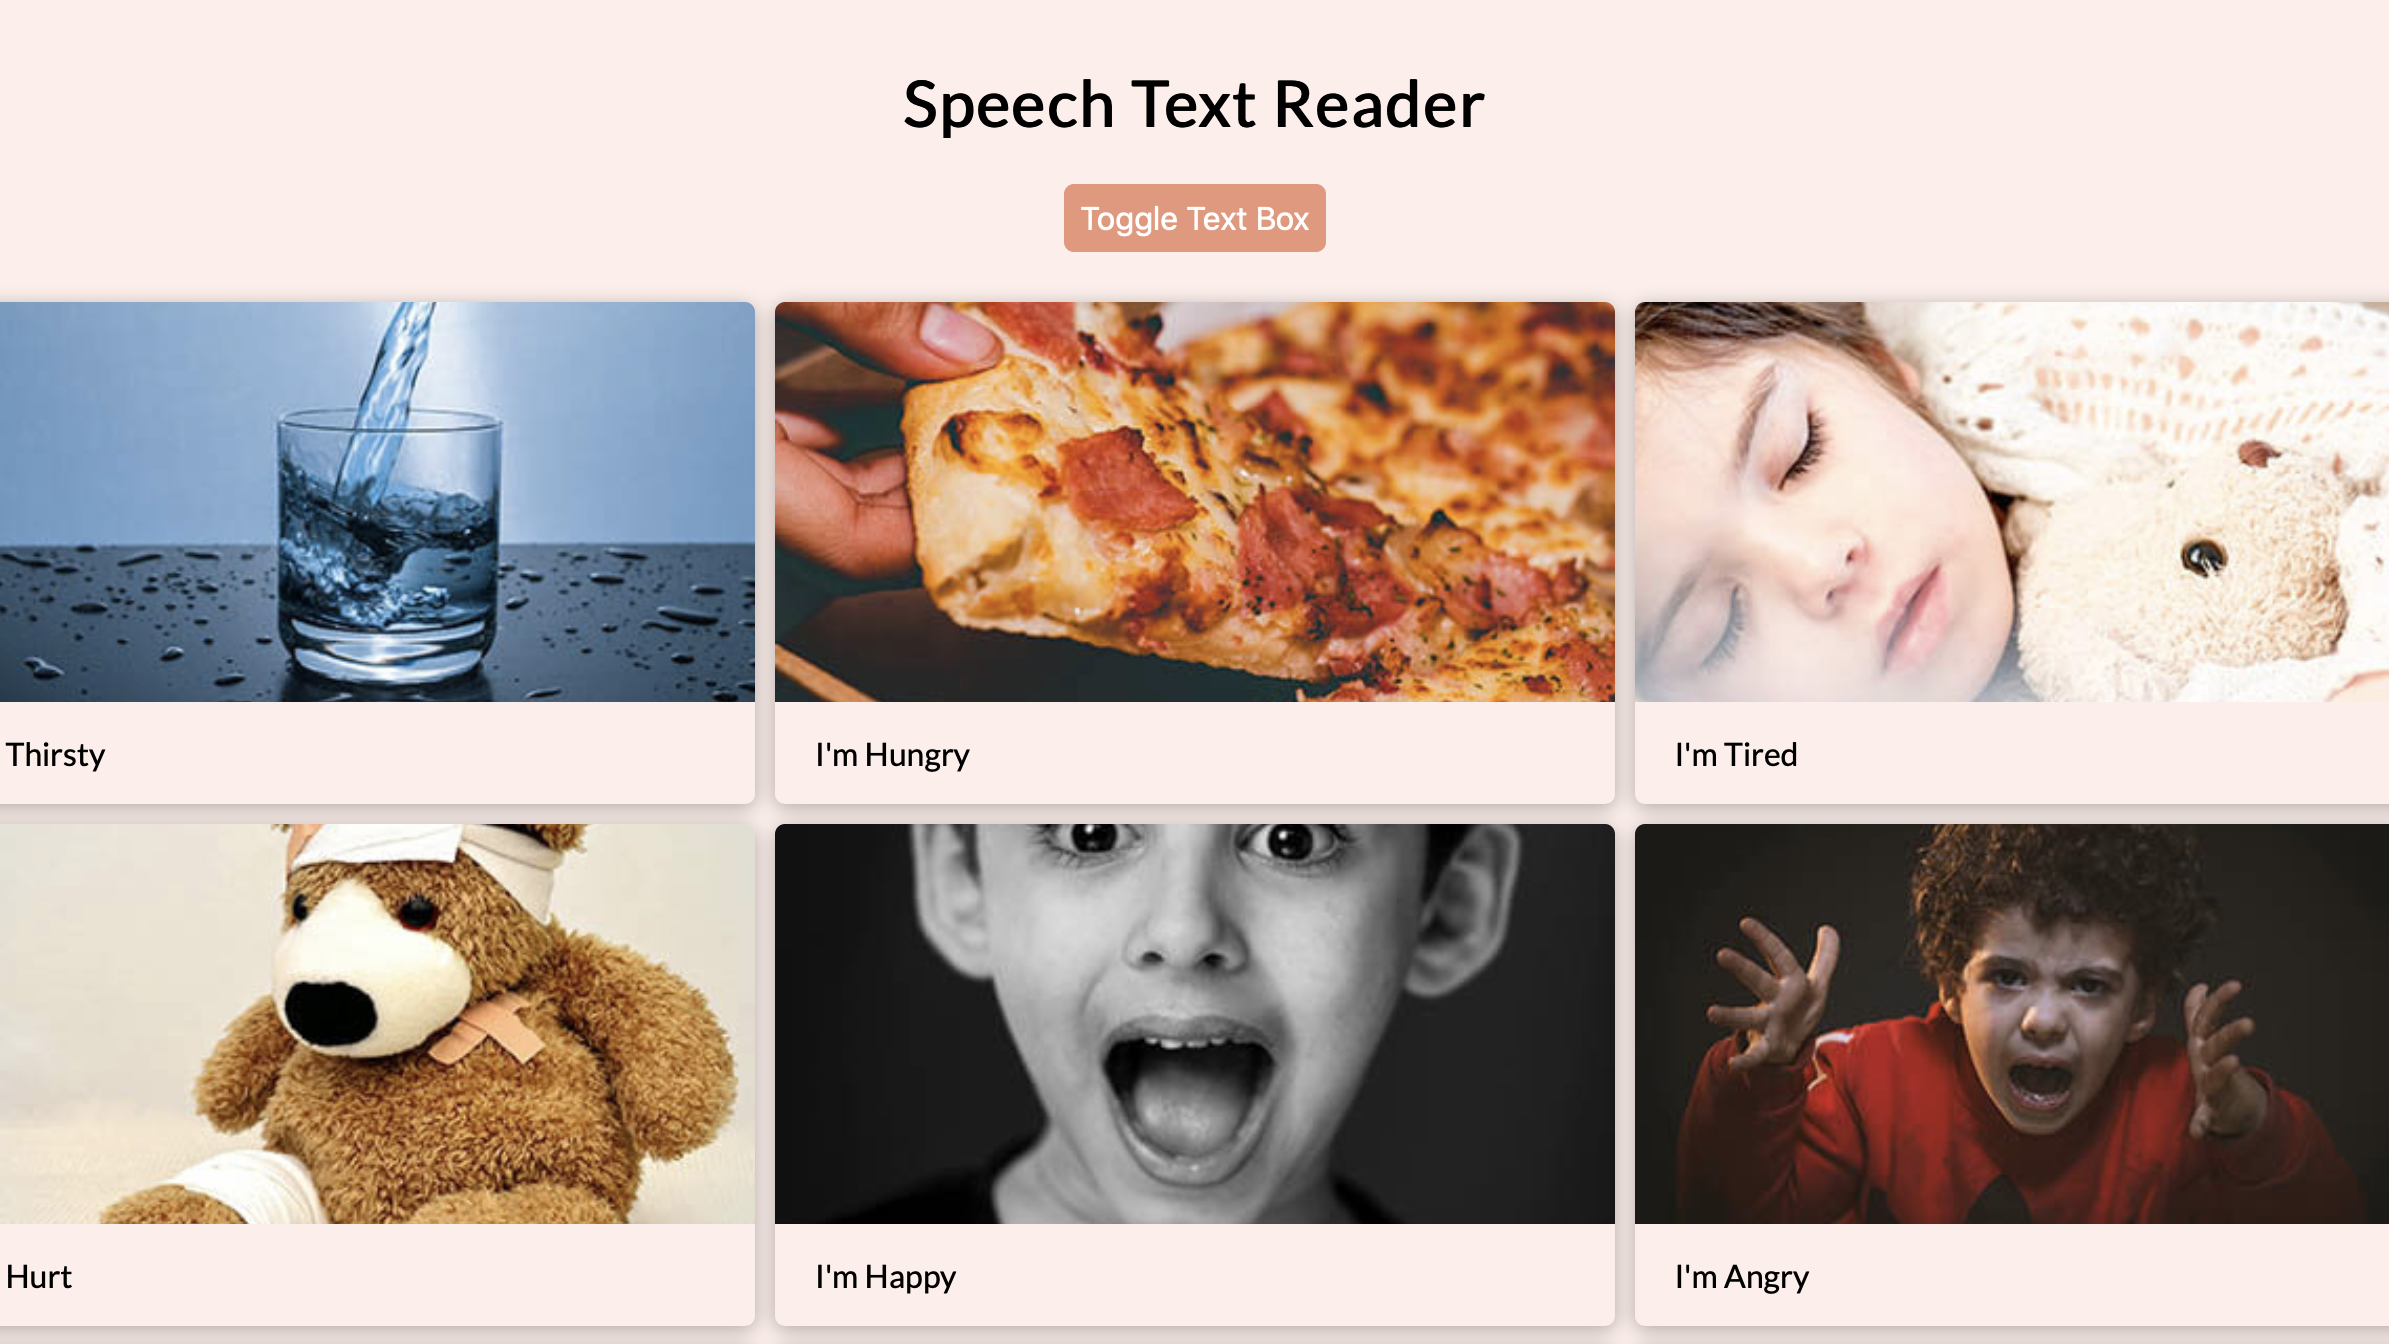 Speech Text Reader
Toggle Text Box
Thirsty
I'm Hungry
I'm Tired
Hurt
I'm Happy
I'm Angry